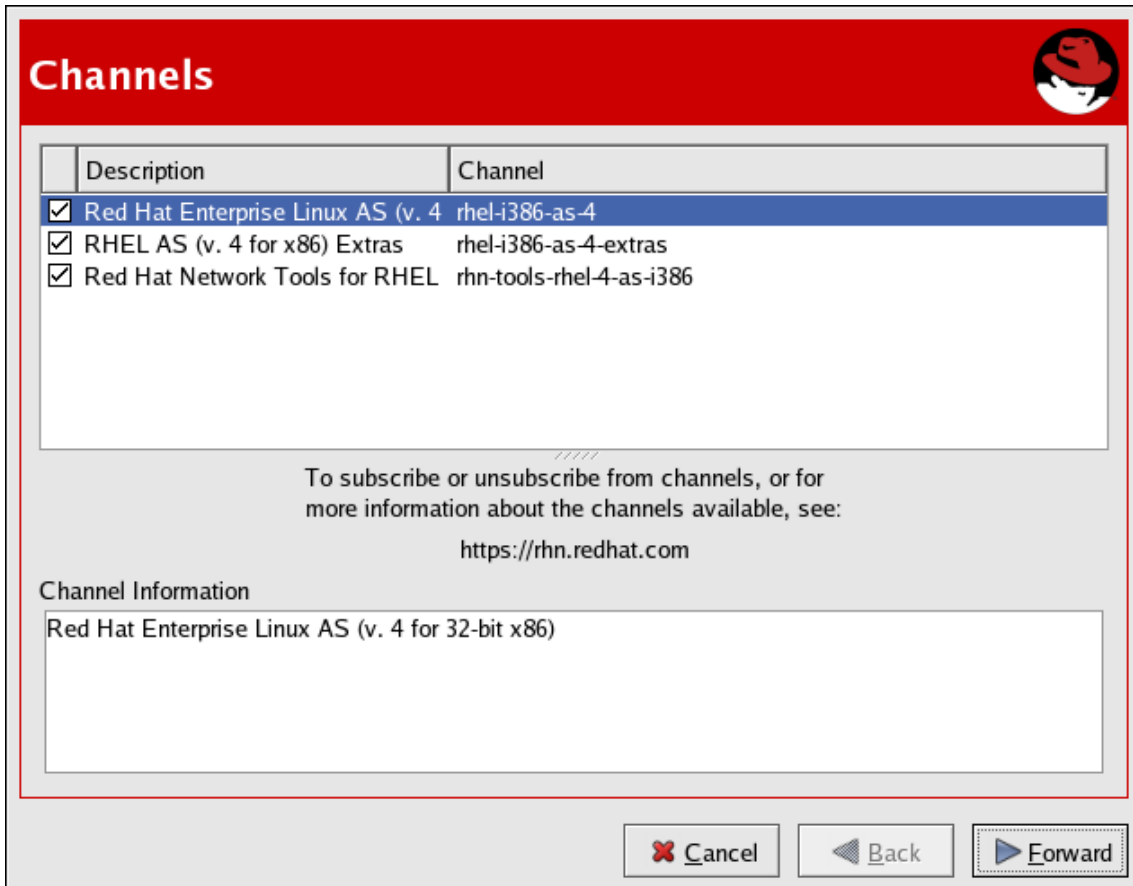 Channels
Description Channel
Red Hat Enterprise Linux AS (v. 4 rhel-i386-as-4
RHEL AS (v. 4 for x86) Extras rhel-i386-as-4-extras
Red Hat Network Tools for RHEL rhn-tools-rhel-4-as-i386
To subscribe or unsubscribe from channels, or for
more information about the channels available, see:
https://rhn.redhat.com
Channel Information
Red Hat Enterprise Linux AS (v. 4 for 32-bit x86)
Cancel Back Forward